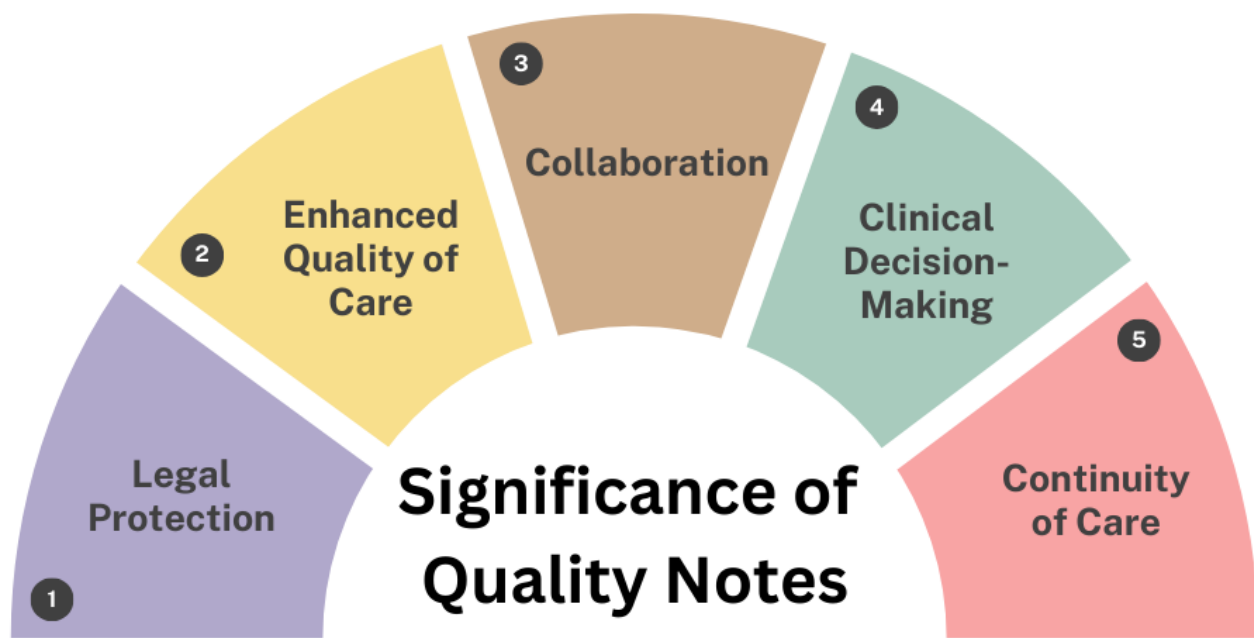 1
Legal
Protection
2
Enhanced
Quality of
Care
3
Collaboration
4
Clinical
Decision-
Making
5
Continuity
of Care
Significance of
Quality Notes